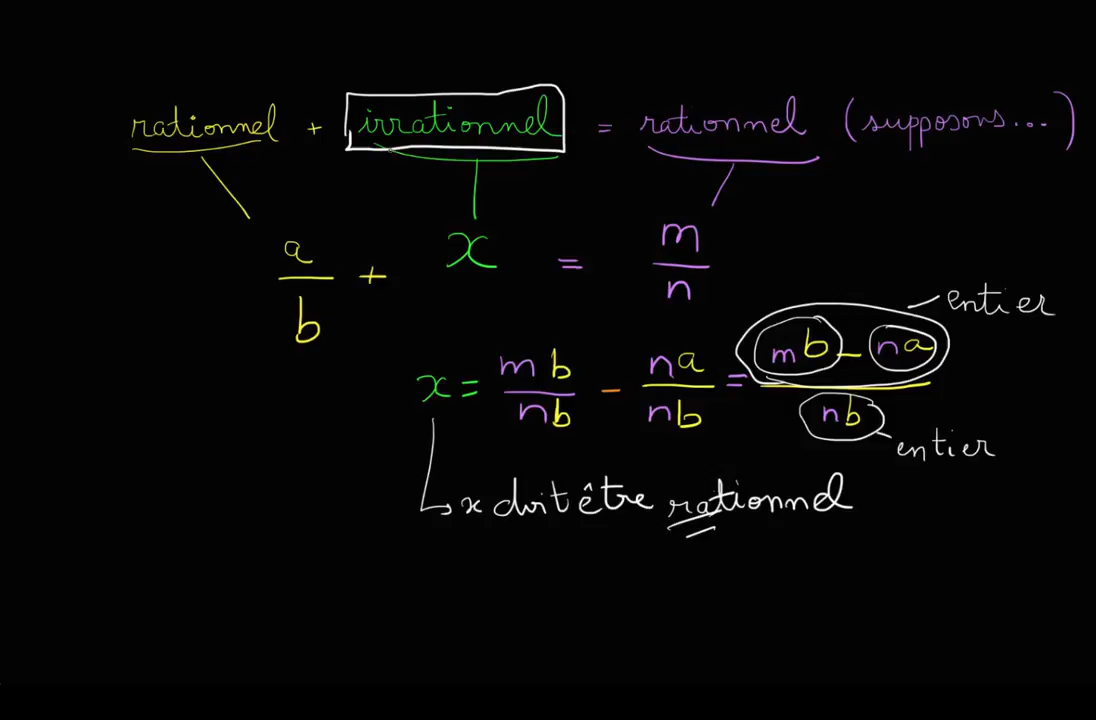 rationnel + irrationnel = rationnel (supposons...)
a/b + x = m/n
entier
x = mb/nb - na/nb = mb - na/nb
entier
x doit être rationnel